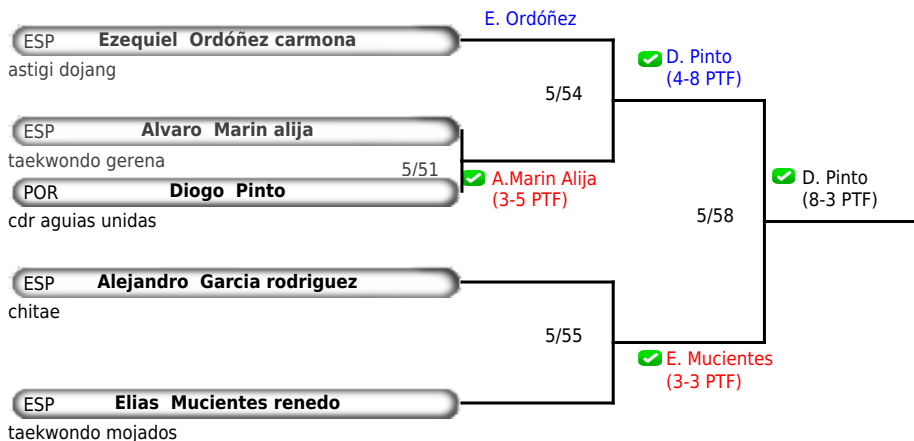 E. Ordóñez
ESP Ezequiel Ordóñez carmona
astigi dojang
D. Pinto
(4-8 PTF)
5/54
ESP Alvaro Marin alija
taekwondo gerena
5/51
A.Marin Alija
(3-5 PTF)
POR Diogo Pinto
cdr aguias unidas
D. Pinto
(8-3 PTF)
5/58
ESP Alejandro Garcia rodriguez
chitae
5/55
E. Mucientes
(3-3 PTF)
ESP Elias Mucientes renedo
taekwondo mojados